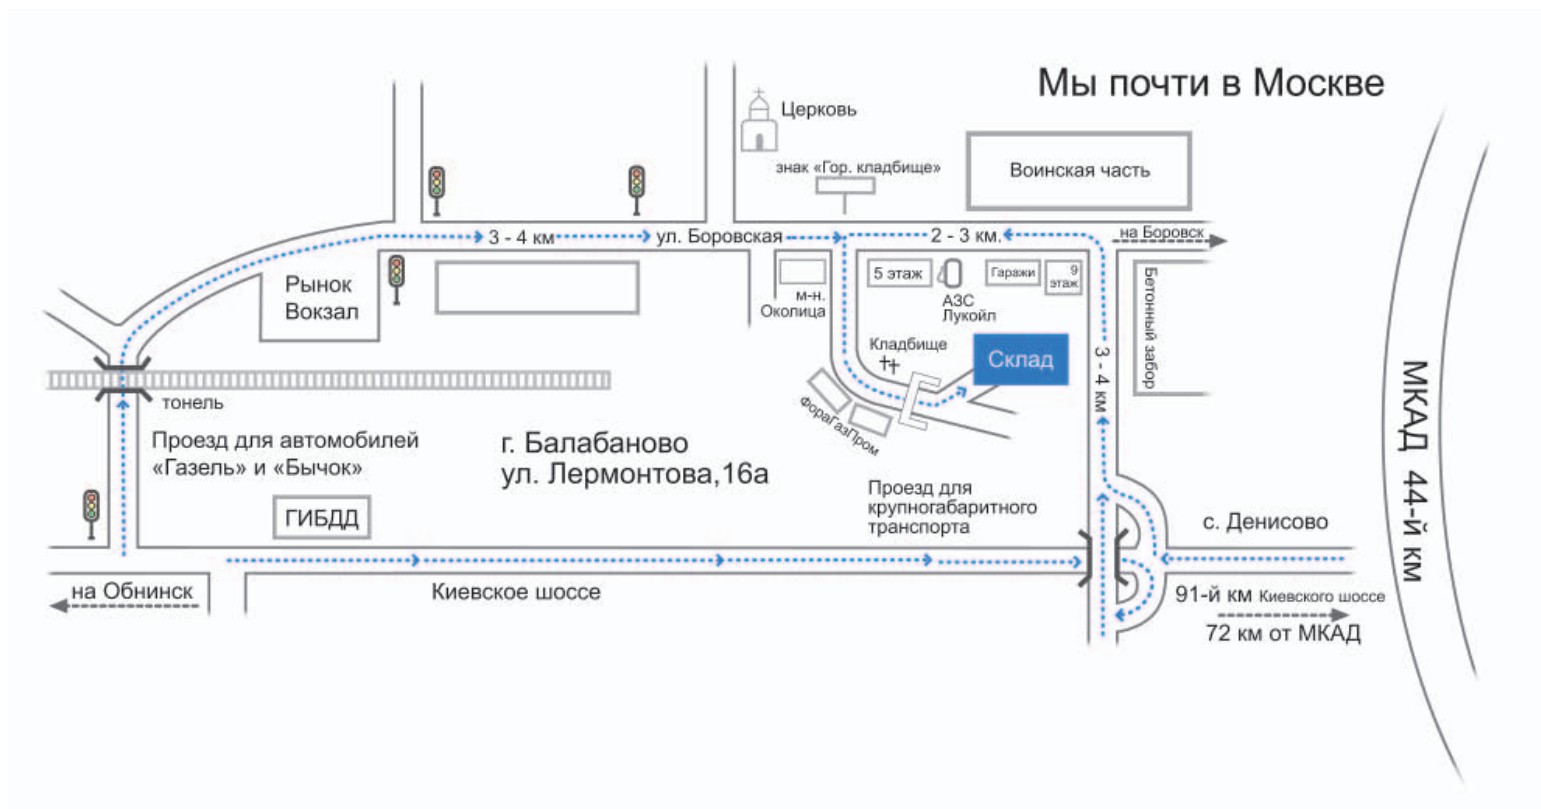 Мы почти в Москве
Церковь
знак «Гор. кладбище»
Воинская часть
3 - 4 км
ул. Боровская
2 - 3 км.
на Боровск
Рынок
Вокзал
м-н.
Околица
5 этаж
АЗС
Лукойл
Гаражи
9
этаж
Бетонный забор
Кладбище
Склад
3 - 4 км
МКАД 44-й км
тонель
ФораГазПром
Проезд для автомобилей
«Газель» и «Бычок»
г. Балабаново
ул. Лермонтова,16а
Проезд для
крупногабаритного
транспорта
ГИБДД
с. Денисово
на Обнинск
Киевское шоссе
91-й км Киевского шоссе
72 км от МКАД